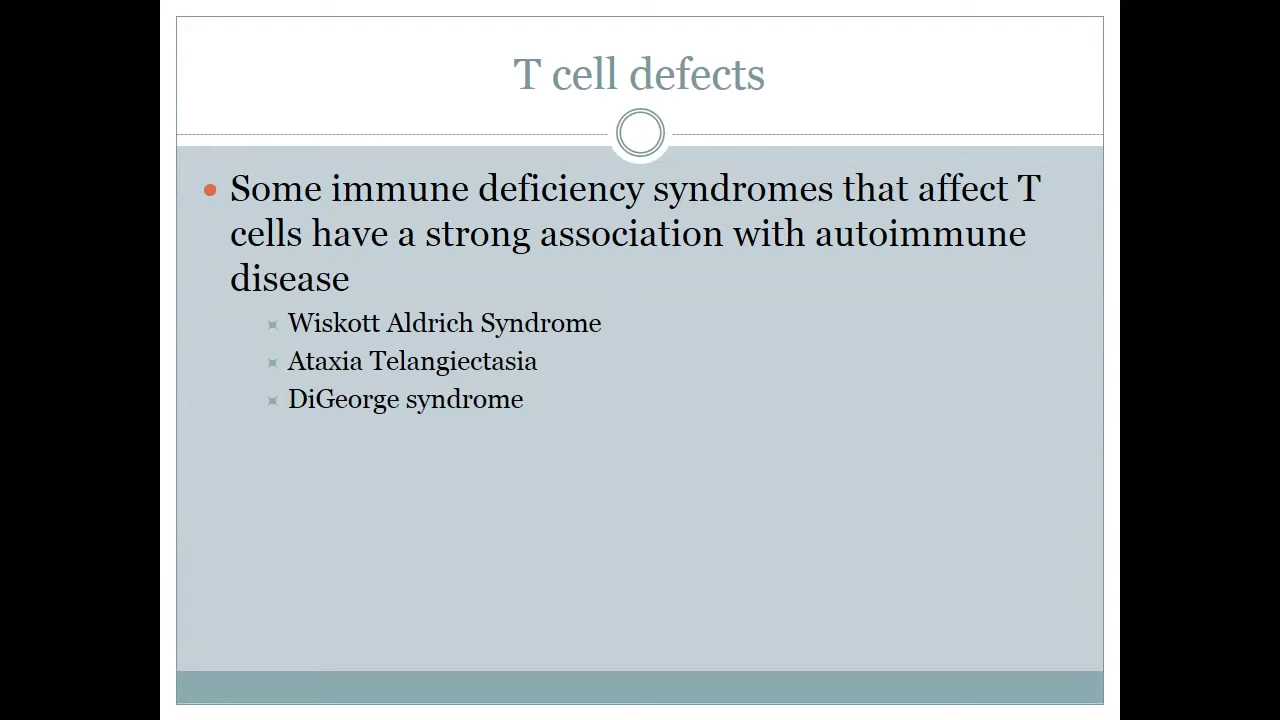 T cell defects
Some immune deficiency syndromes that affect T
cells have a strong association with autoimmune
disease
Wiskott Aldrich Syndrome
Ataxia Telangiectasia
DiGeorge syndrome